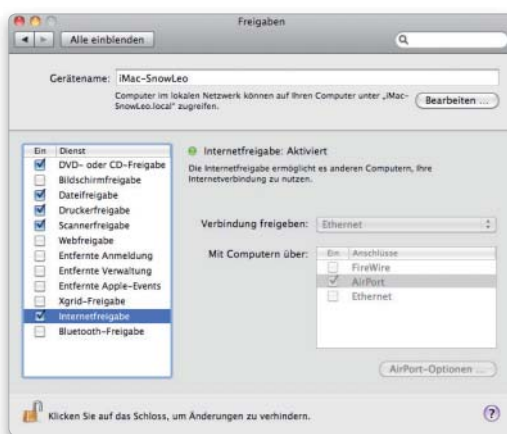 Freigaben
Alle einblenden
Gerätename: iMac-SnowLeo
Computer im lokalen Netzwerk können auf Ihren Computer unter „iMac-
SnowLeo.local“ zugreifen.
Bearbeiten ...
Ein Dienst
DVD- oder CD-Freigabe
Bildschirmfreigabe
Dateifreigabe
Druckerfreigabe
Scannerfreigabe
Webfreigabe
Entfernte Anmeldung
Entfernte Verwaltung
Entfernte Apple-Events
Xgrid-Freigabe
Internetfreigabe
Bluetooth-Freigabe
Internetfreigabe: Aktiviert
Die Internetfreigabe ermöglicht es anderen Computern, Ihre
Internetverbindung zu nutzen.
Verbindung freigeben: Ethernet
Mit Computern über:
Ein Anschlüsse
FireWire
AirPort
Ethernet
AirPort-Optionen ...
Klicken Sie auf das Schloss, um Änderungen zu verhindern.
?